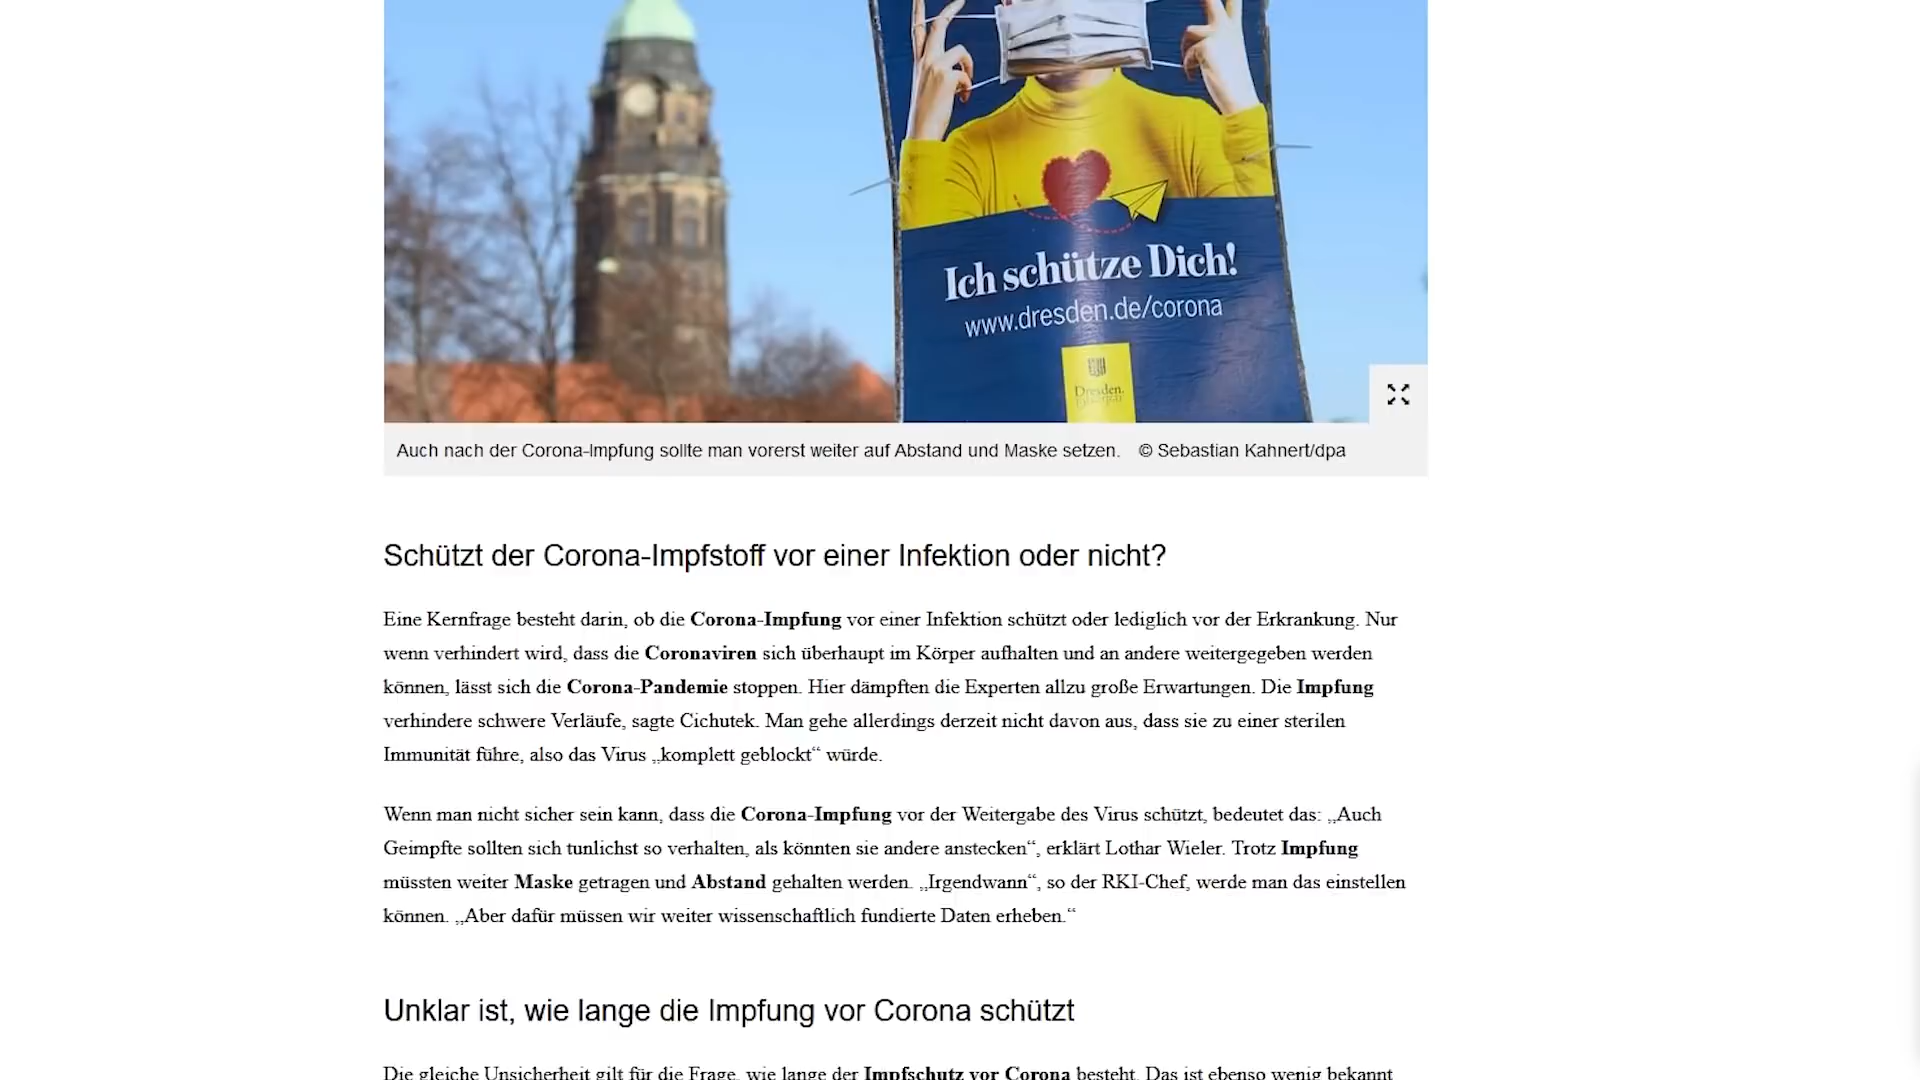 Ich schütze Dich!
www.dresden.de/corona
Dresden.
Auch nach der Corona-Impfung sollte man vorerst weiter auf Abstand und Maske setzen. © Sebastian Kahnert/dpa
Schützt der Corona-Impfstoff vor einer Infektion oder nicht?
Eine Kernfrage besteht darin, ob die Corona-Impfung vor einer Infektion schützt oder lediglich vor der Erkrankung. Nur
wenn verhindert wird, dass die Coronaviren sich überhaupt im Körper aufhalten und an andere weitergegeben werden
können, lässt sich die Corona-Pandemie stoppen. Hier dämpften die Experten allzu große Erwartungen. Die Impfung
verhindere schwere Verläufe, sagte Cichutek. Man gehe allerdings derzeit nicht davon aus, dass sie zu einer sterilen
Immunität führe, also das Virus „komplett geblockt“ würde.
Wenn man nicht sicher sein kann, dass die Corona-Impfung vor der Weitergabe des Virus schützt, bedeutet das: „Auch
Geimpfte sollten sich tunlichst so verhalten, als könnten sie andere anstecken“, erklärt Lothar Wieler. Trotz Impfung
müssten weiter Maske getragen und Abstand gehalten werden. „Irgendwann“, so der RKI-Chef, werde man das einstellen
können. „Aber dafür müssen wir weiter wissenschaftlich fundierte Daten erheben.“
Unklar ist, wie lange die Impfung vor Corona schützt
Die gleiche Unsicherheit gilt für die Frage, wie lange der Impfschutz vor Corona besteht. Das ist ebenso wenig bekannt